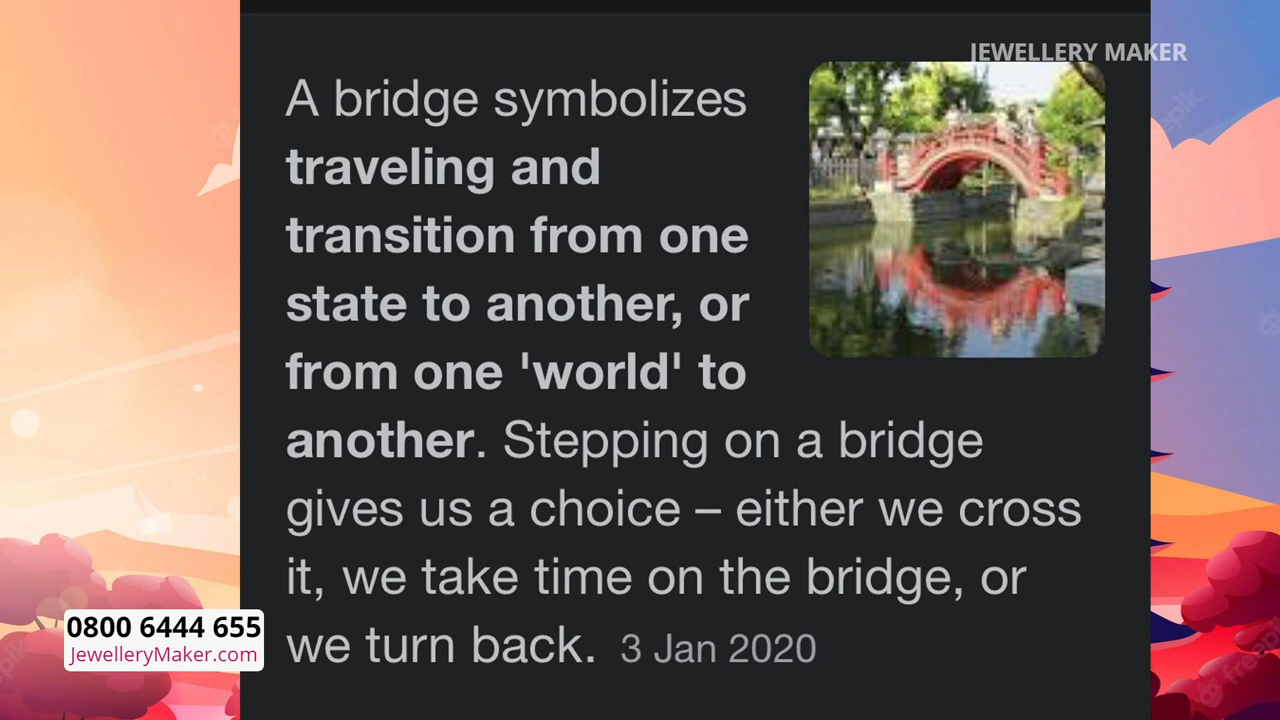 JEWELLERY MAKER
A bridge symbolizes
traveling and
transition from one
state to another, or
from one 'world' to
another. Stepping on a bridge
gives us a choice – either we cross
it, we take time on the bridge, or
we turn back. 3 Jan 2020
0800 6444 655
JewelleryMaker.com
freepik